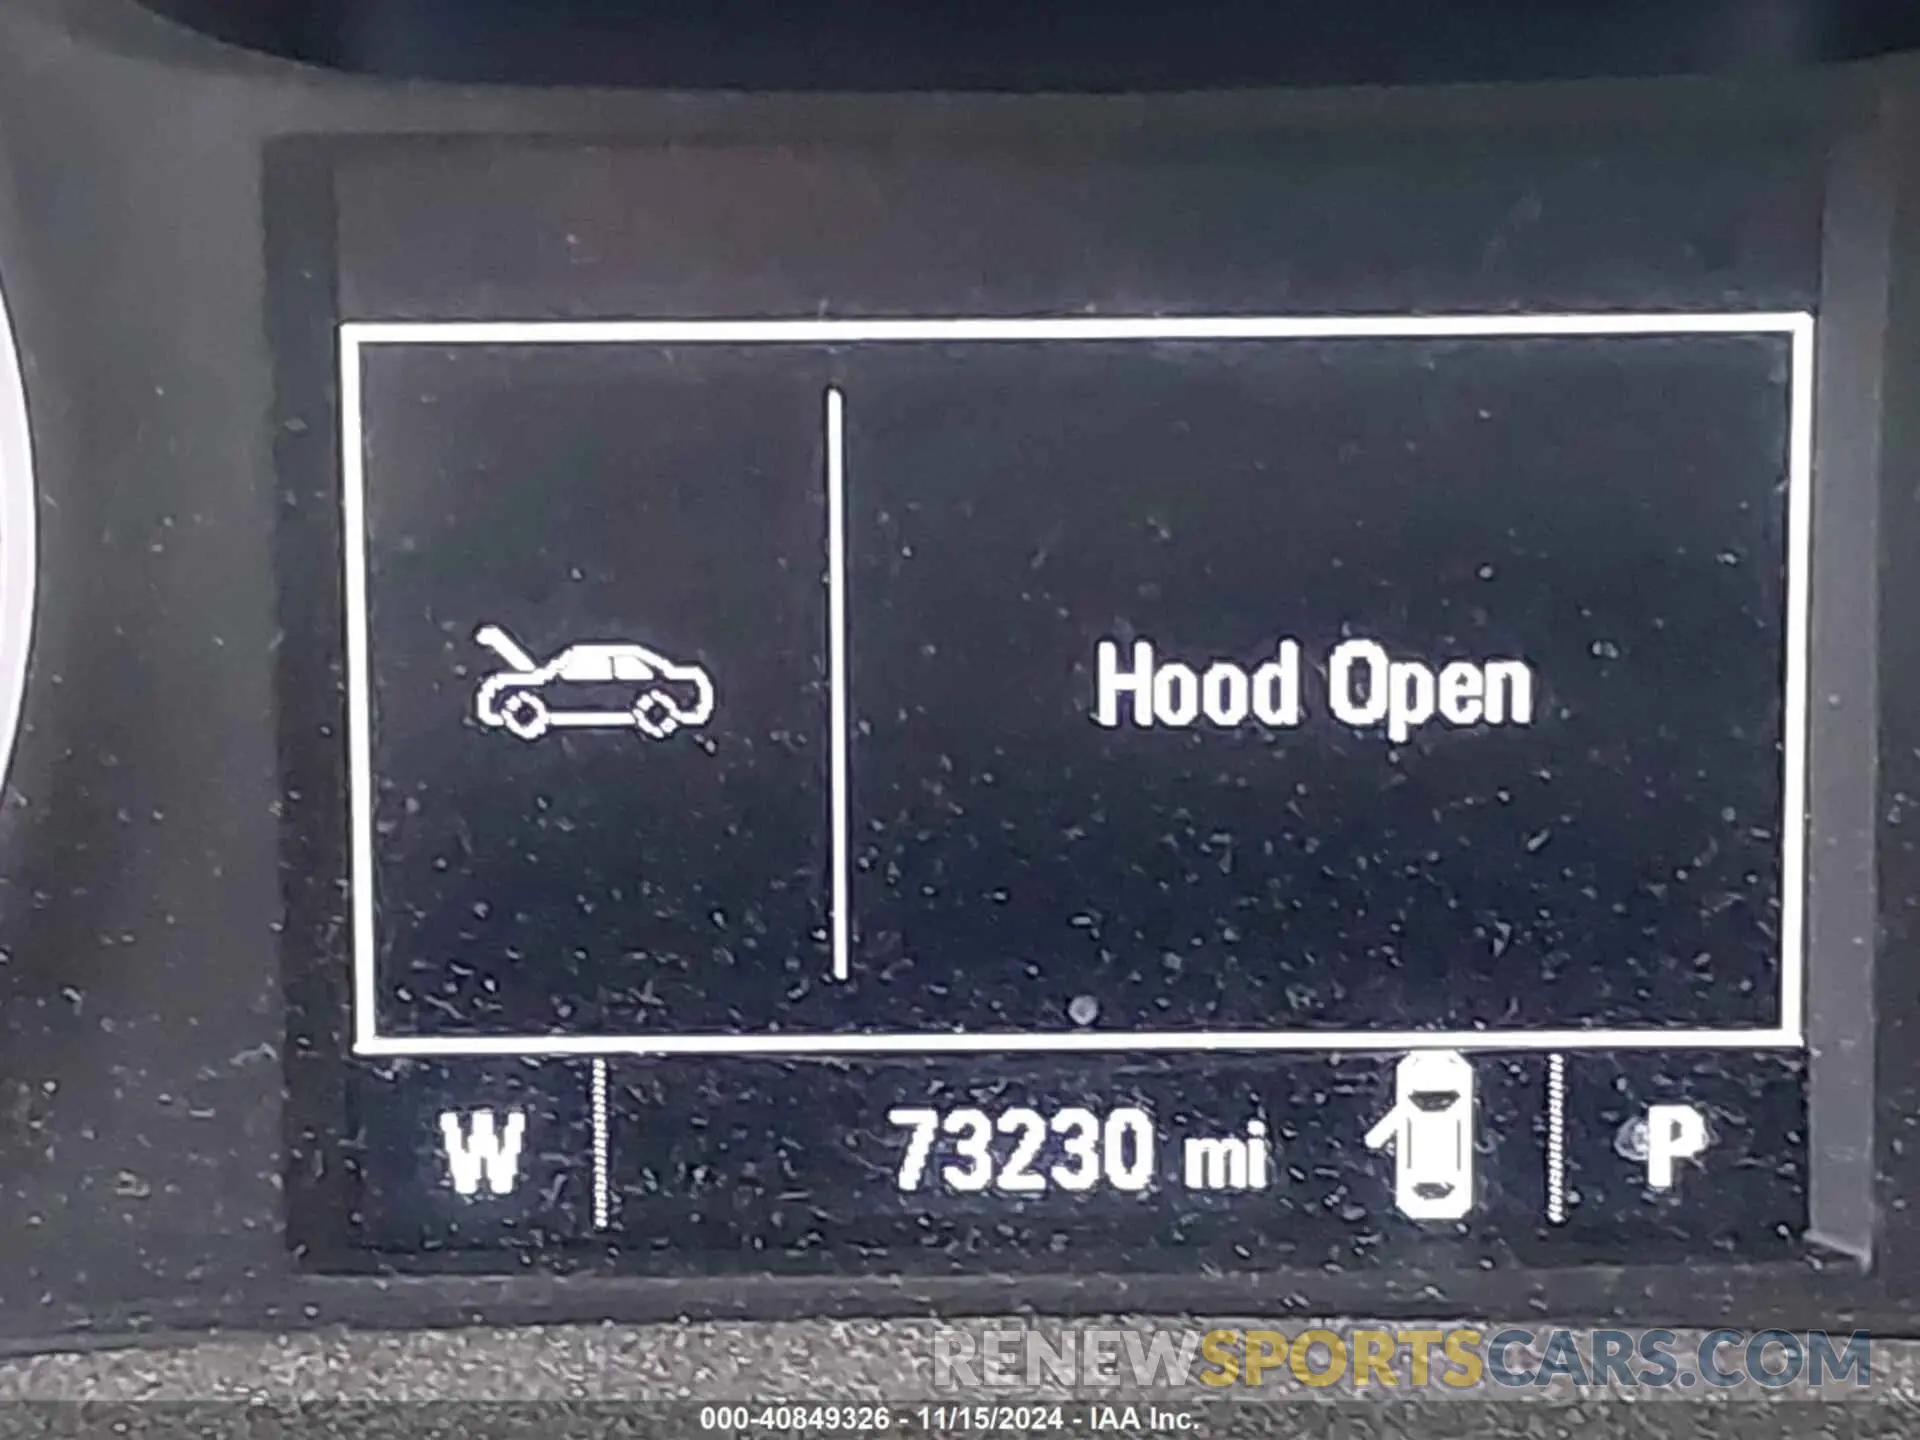 Hood Open
W 73230 mi P
RENEWSPORTSCARS.COM
000-40849326 - 11/15/2024 - IAA Inc.